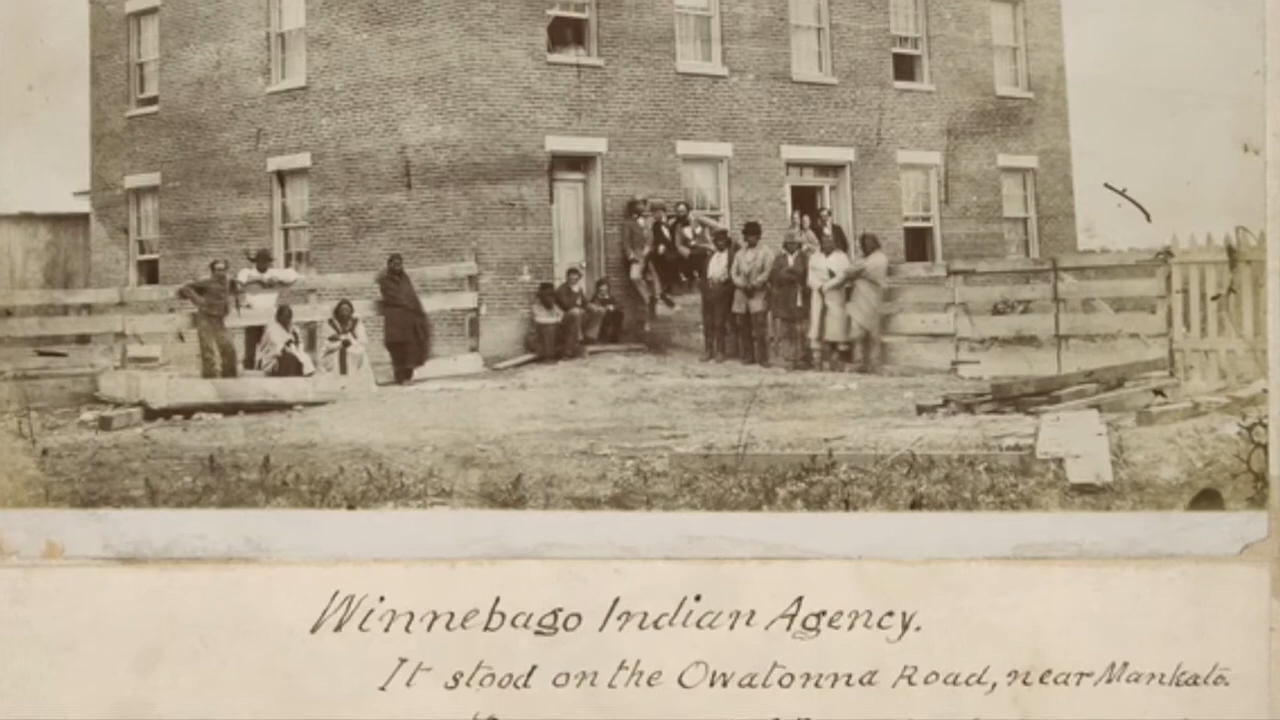 Winnebago Indian Agency.
It stood on the Owatonna Road, near Mankato.